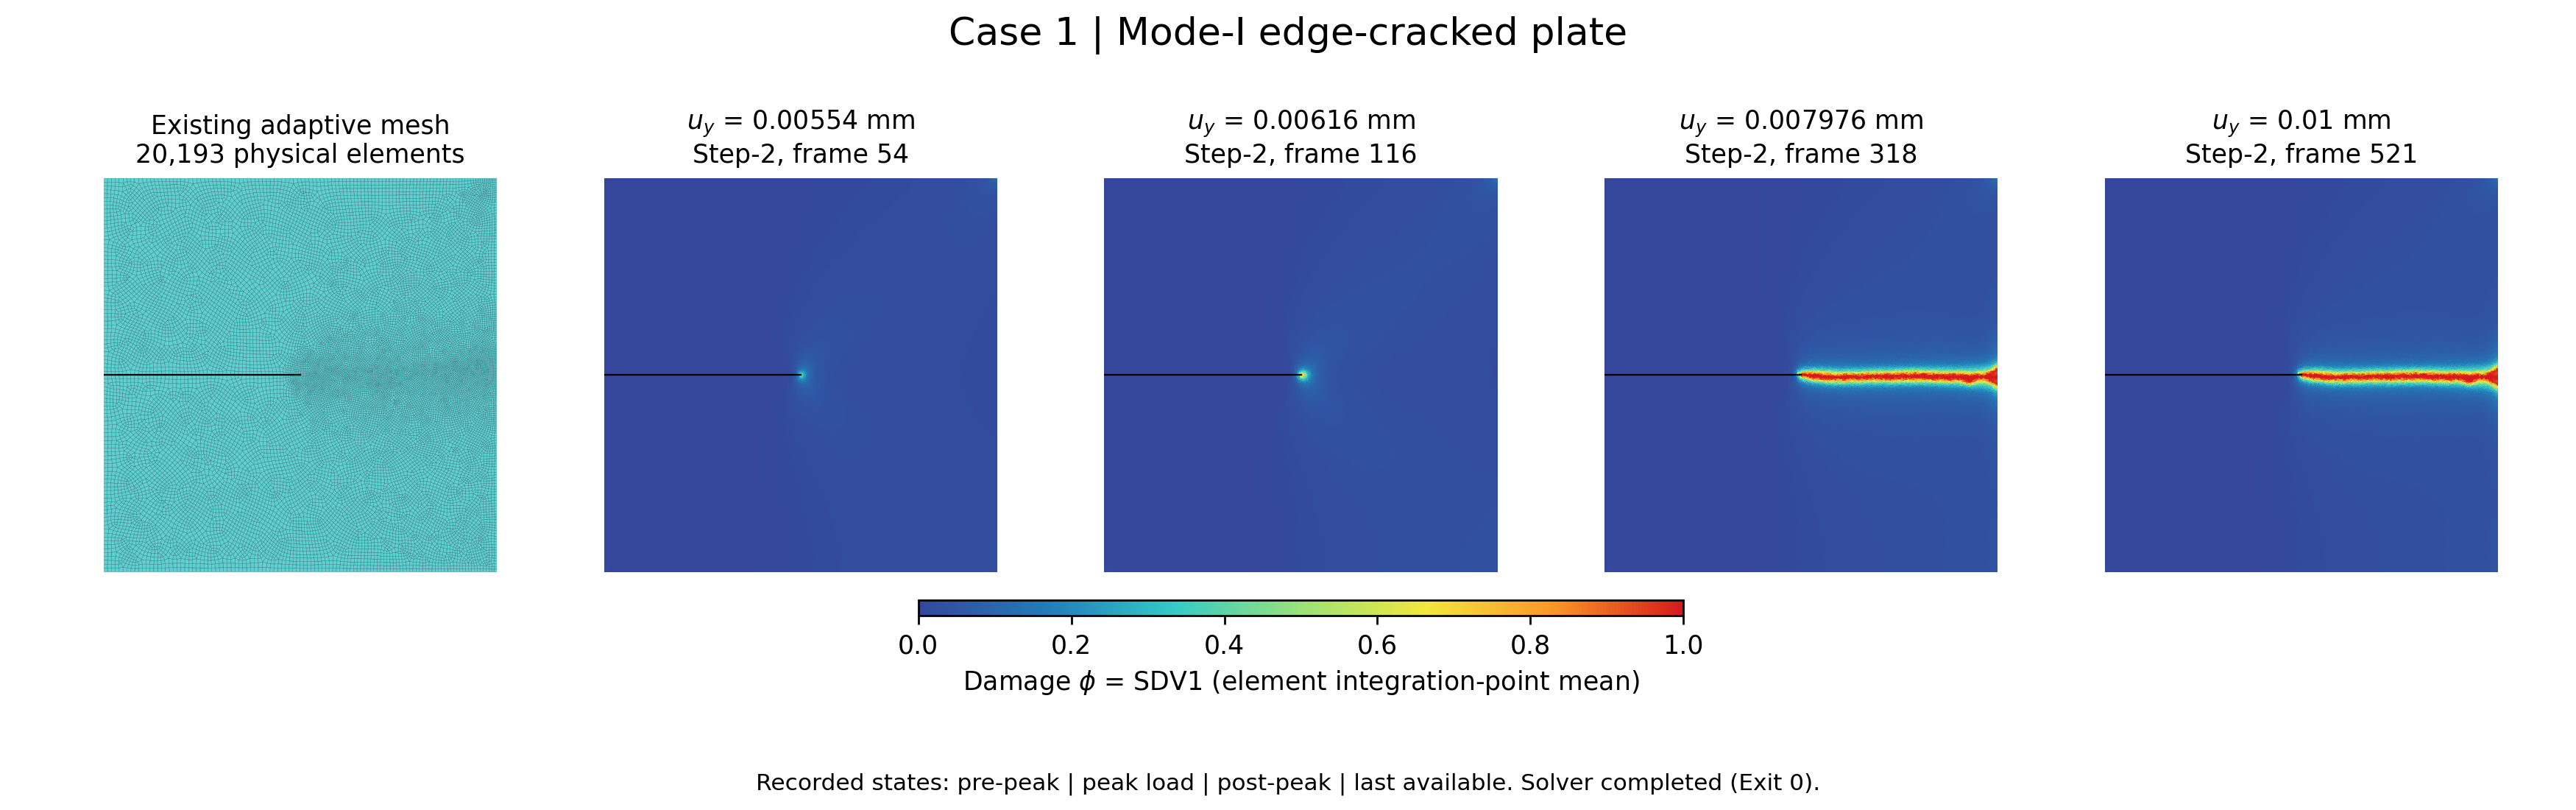 Case 1 | Mode-I edge-cracked plate
Existing adaptive mesh
20,193 physical elements
u_y = 0.00554 mm
Step-2, frame 54
u_y = 0.00616 mm
Step-2, frame 116
u_y = 0.007976 mm
Step-2, frame 318
u_y = 0.01 mm
Step-2, frame 521
0.0 0.2 0.4 0.6 0.8 1.0
Damage ϕ = SDV1 (element integration-point mean)
Recorded states: pre-peak | peak load | post-peak | last available. Solver completed (Exit 0).